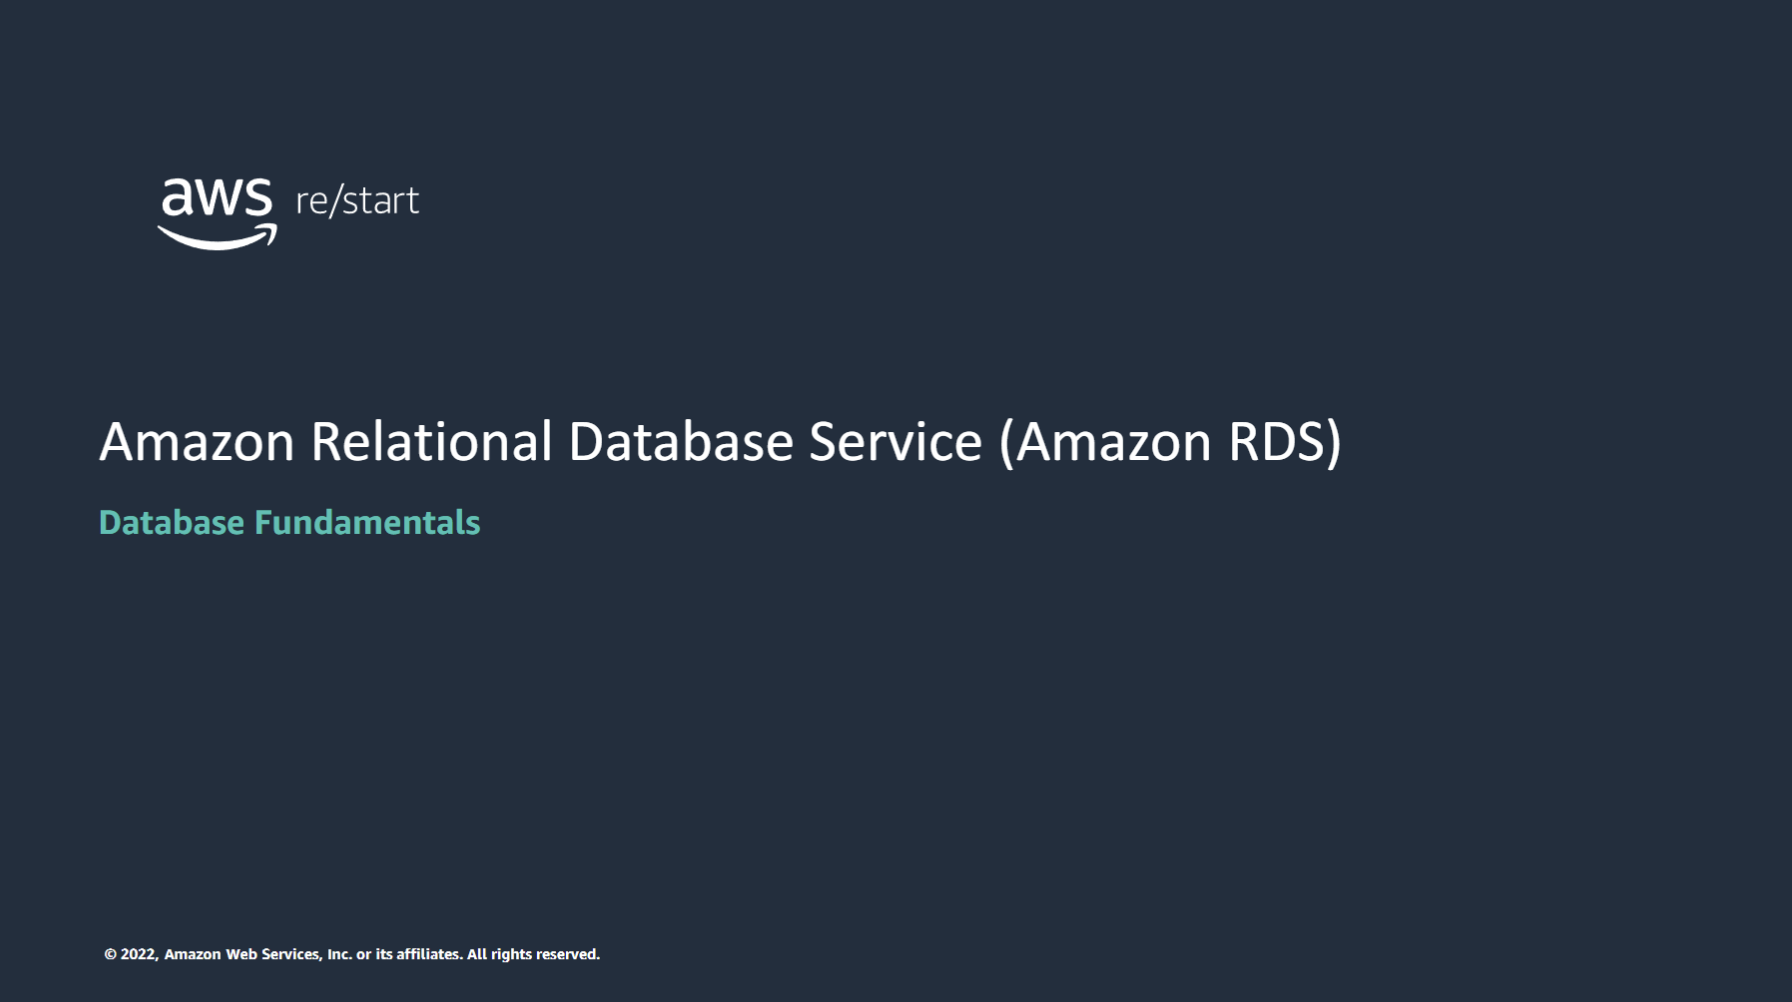 aws re/start
Amazon Relational Database Service (Amazon RDS)
Database Fundamentals
© 2022, Amazon Web Services, Inc. or its affiliates. All rights reserved.